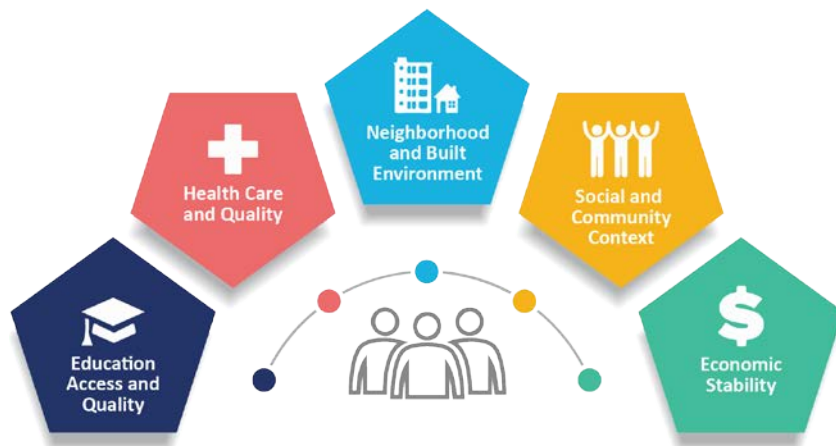 Neighborhood
and Built
Environment
Health Care
and Quality
Social and
Community
Context
Education
Access and
Quality
$
Economic
Stability